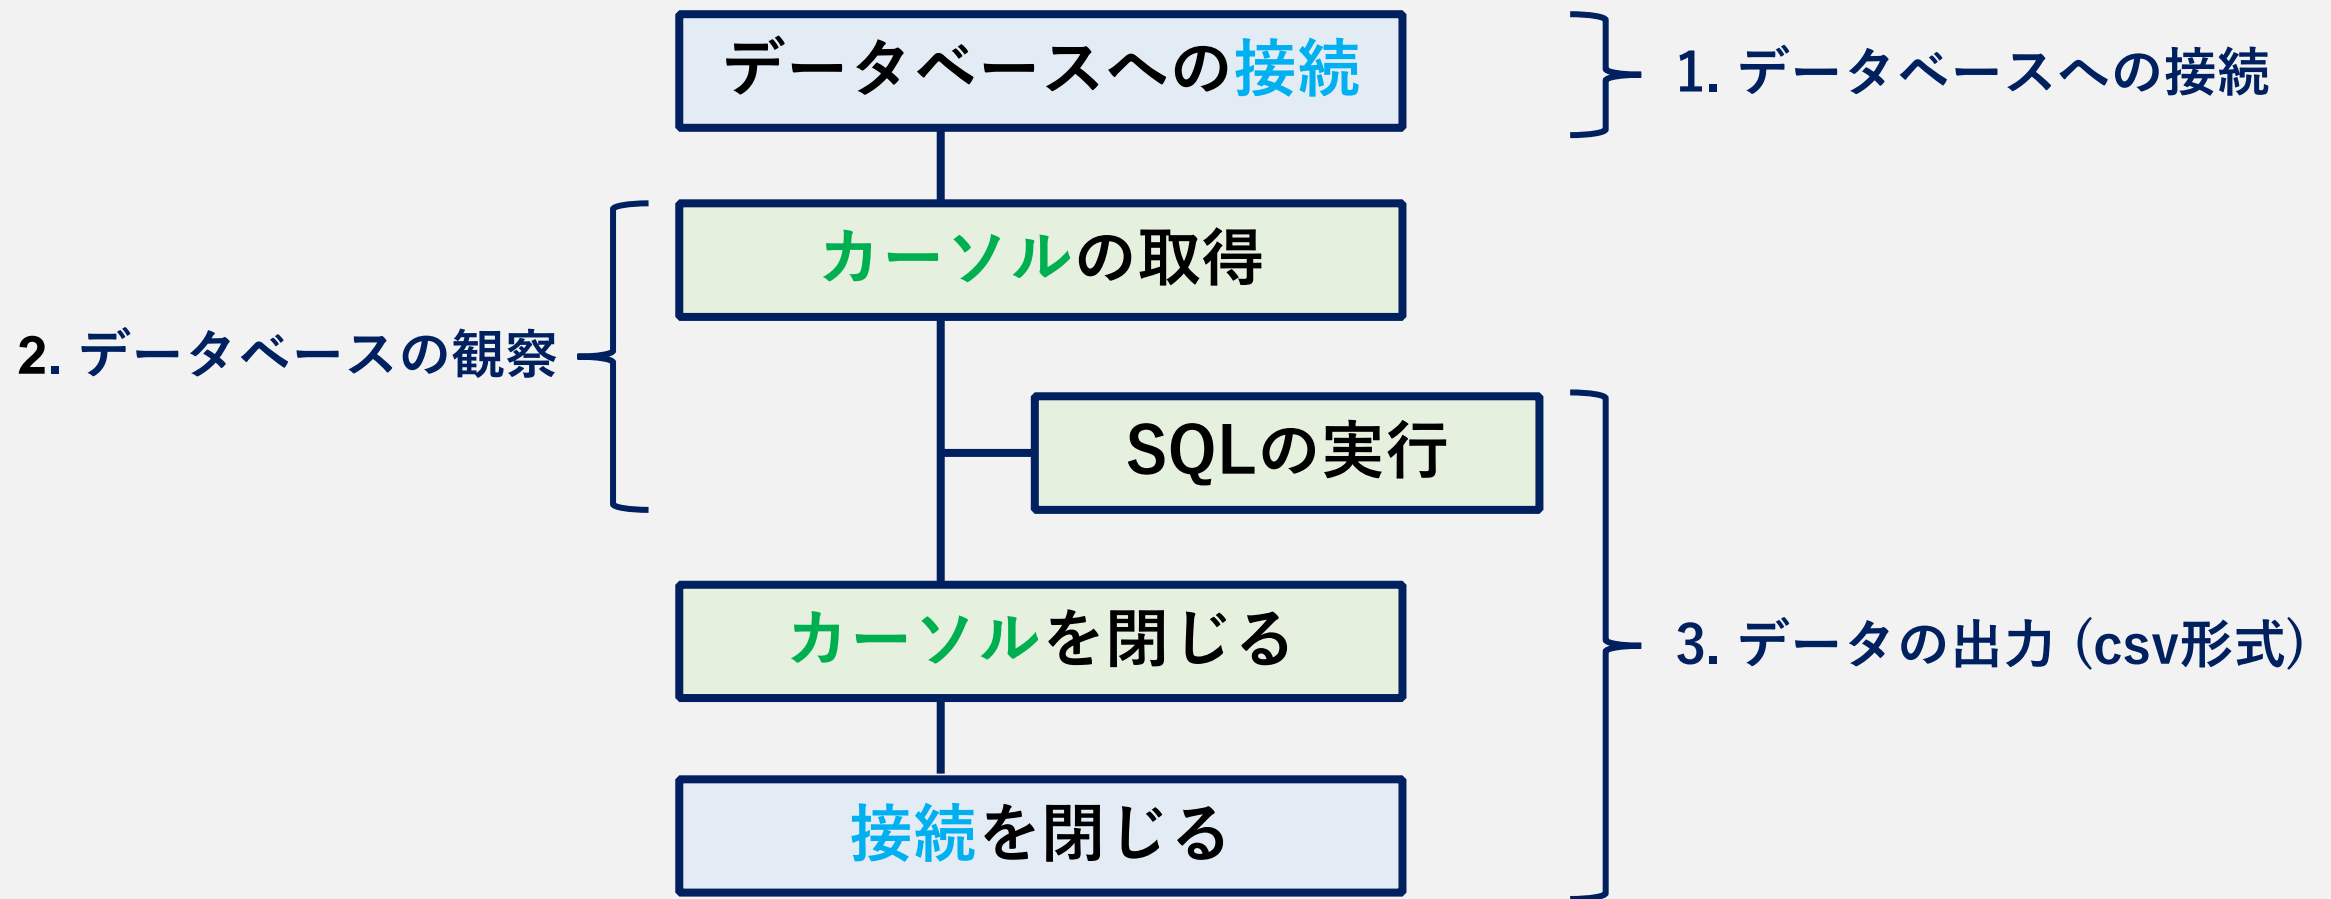 データベースへの接続
1. データベースへの接続
カーソルの取得
2. データベースの観察
SQLの実行
カーソルを閉じる
3. データの出力（csv形式）
接続を閉じる